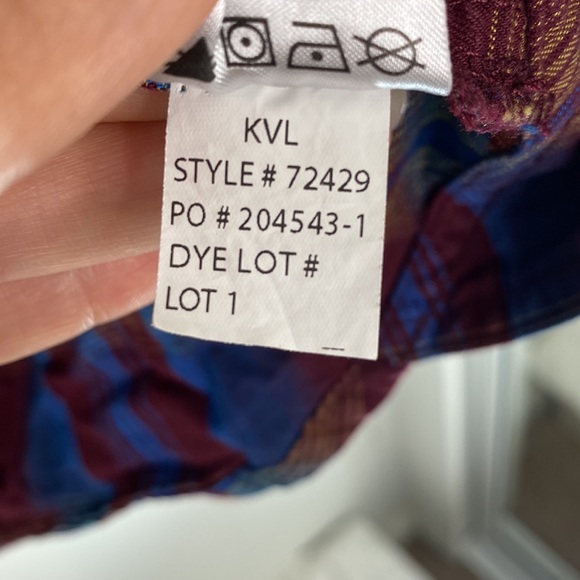 KVL
STYLE # 72429
PO # 204543-1
DYE LOT #
LOT 1